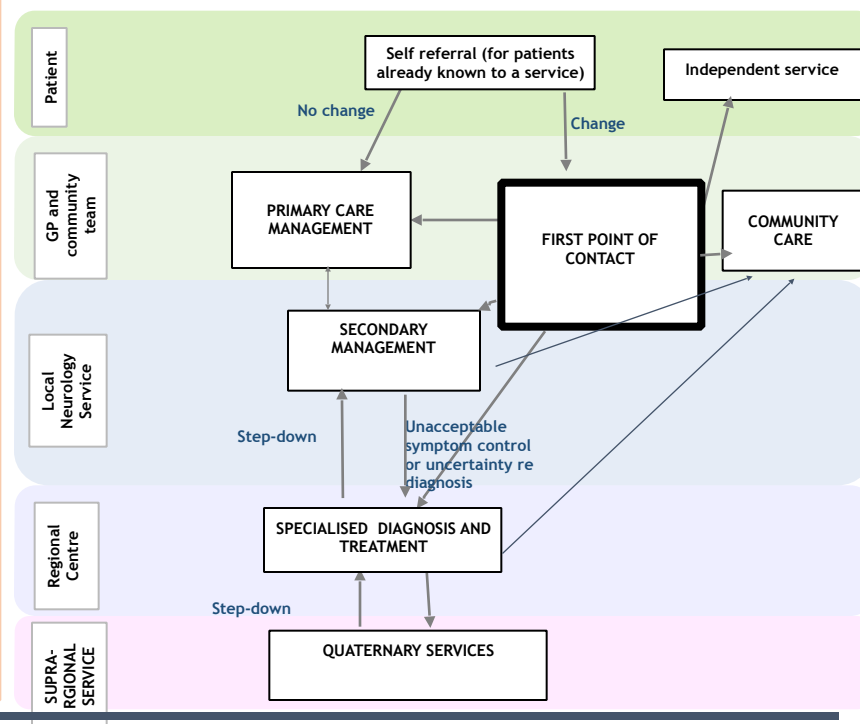 Patient
Self referral (for patients
already known to a service)
Independent service
No change
Change
GP and
community
team
PRIMARY CARE
MANAGEMENT
FIRST POINT OF
CONTACT
COMMUNITY
CARE
Local
Neurology
Service
SECONDARY
MANAGEMENT
Step-down
Unacceptable
symptom control
or uncertainty re
diagnosis
Regional
Centre
SPECIALISED DIAGNOSIS AND
TREATMENT
Step-down
SUPRA-
RGIONAL
SERVICE
QUATERNARY SERVICES